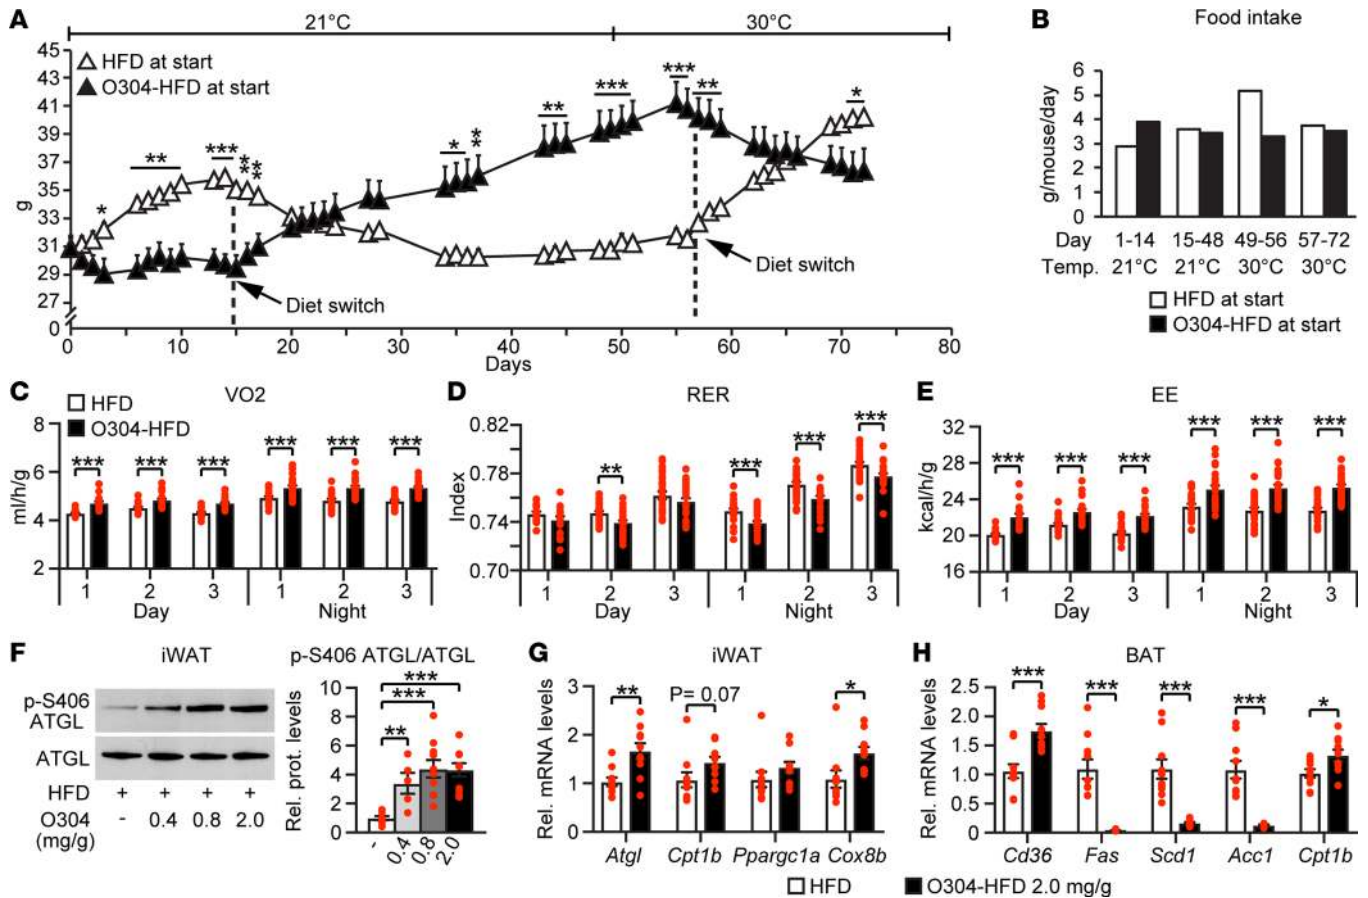 A
21°C
30°C
HFD at start
O304-HFD at start
g
45
43
41
39
37
35
33
31
29
27
0
*
**
***
**
**
*
**
**
***
***
**
*
Diet switch
Diet switch
0 10 20 30 40 50 60 70 80
Days
B
Food intake
g/mouse/day
6
5
4
3
2
1
0
Day 1-14 15-48 49-56 57-72
Temp. 21°C 21°C 30°C 30°C
HFD at start
O304-HFD at start
C
VO2
HFD
O304-HFD
ml/h/g
8
6
4
2
*** *** *** *** *** ***
1 2 3 1 2 3
Day Night
D
RER
Index
0.82
0.78
0.74
0.70
** *** *** ***
1 2 3 1 2 3
Day Night
E
EE
kcal/h/g
32
28
24
20
16
*** *** *** *** *** ***
1 2 3 1 2 3
Day Night
F
iWAT
p-S406
ATGL
ATGL
HFD + + + +
O304 - 0.4 0.8 2.0
(mg/g)
p-S406 ATGL/ATGL
Rel. prot. levels
10
8
6
4
2
0
***
***
**
- 0.4 0.8 2.0
G
iWAT
Rel. mRNA levels
3
2
1
0
** P= 0.07 *
Atgl Cpt1b Ppargc1a Cox8b
H
BAT
Rel. mRNA levels
2.5
2.0
1.5
1.0
0.5
0
*** *** *** *** *
Cd36 Fas Scd1 Acc1 Cpt1b
HFD O304-HFD 2.0 mg/g